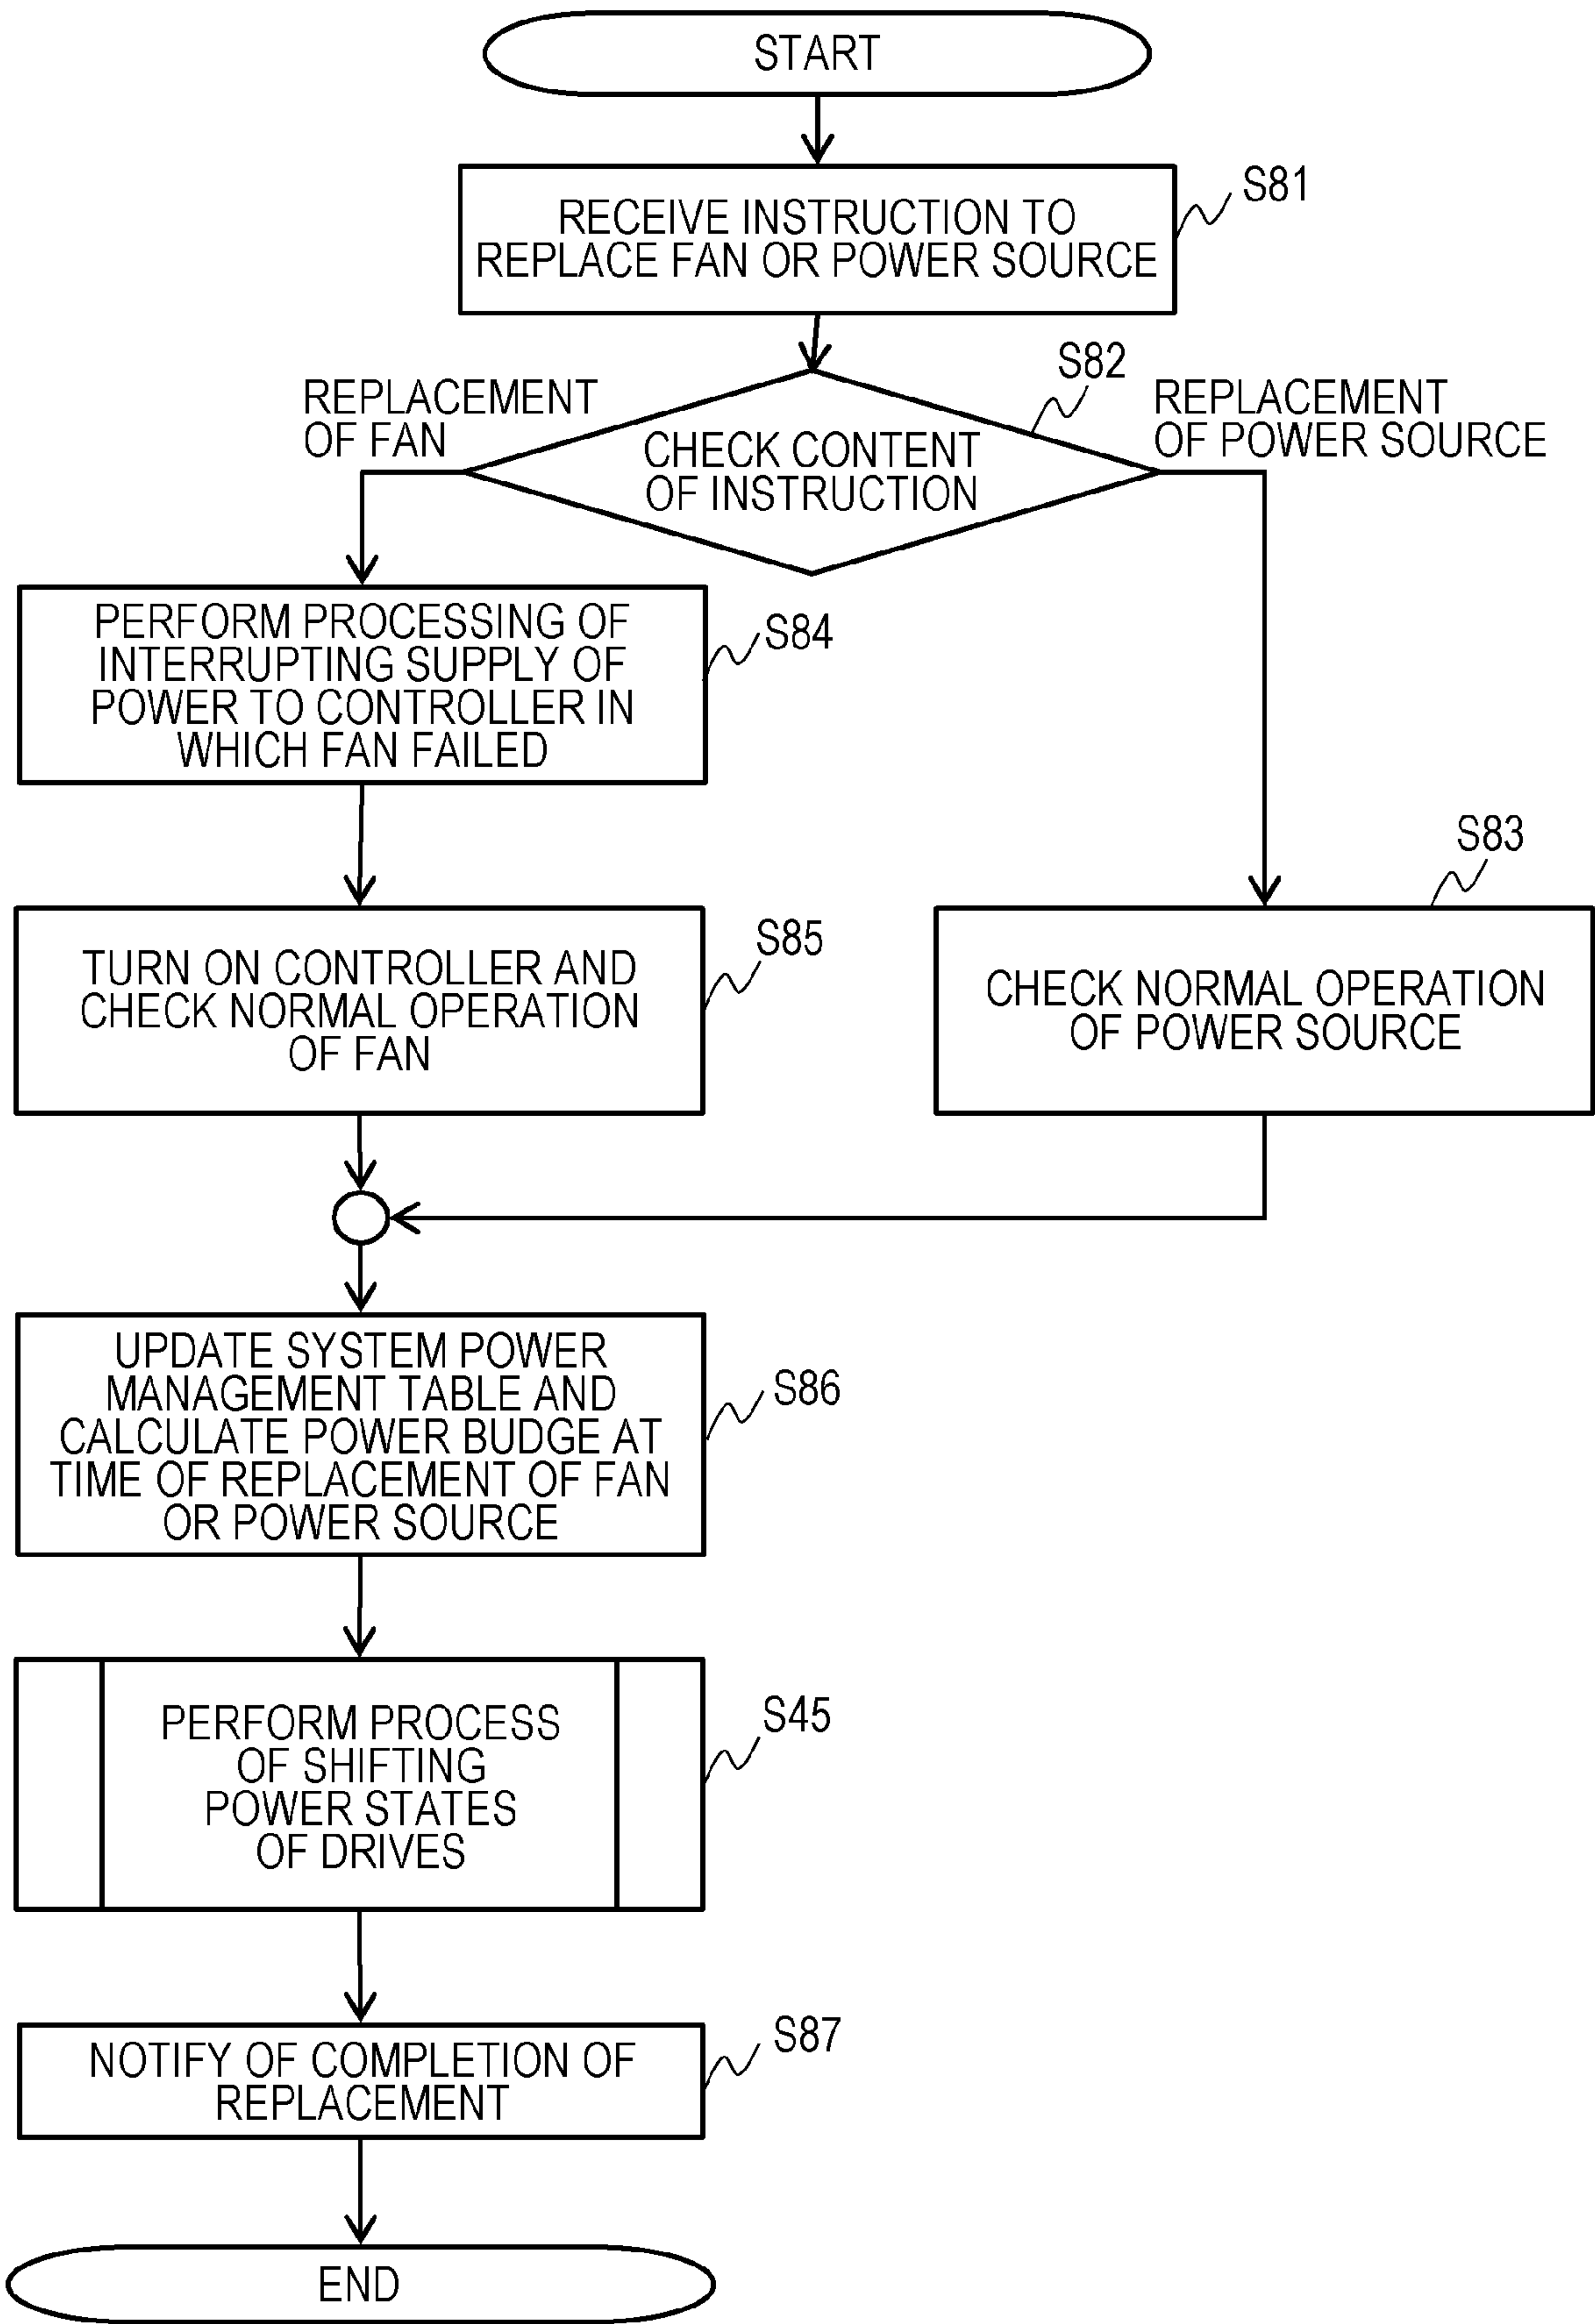 START
S81
RECEIVE INSTRUCTION TO
REPLACE FAN OR POWER SOURCE
S82
REPLACEMENT
OF FAN
CHECK CONTENT
OF INSTRUCTION
REPLACEMENT
OF POWER SOURCE
PERFORM PROCESSING OF
INTERRUPTING SUPPLY OF
POWER TO CONTROLLER IN
WHICH FAN FAILED
S84
S83
TURN ON CONTROLLER AND
CHECK NORMAL OPERATION
OF FAN
S85
CHECK NORMAL OPERATION
OF POWER SOURCE
UPDATE SYSTEM POWER
MANAGEMENT TABLE AND
CALCULATE POWER BUDGE AT
TIME OF REPLACEMENT OF FAN
OR POWER SOURCE
S86
PERFORM PROCESS
OF SHIFTING
POWER STATES
OF DRIVES
S45
NOTIFY OF COMPLETION OF
REPLACEMENT
S87
END